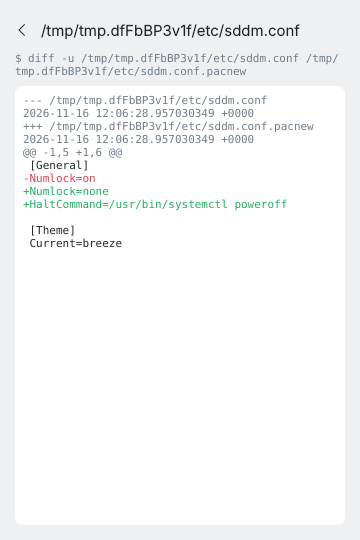 /tmp/tmp.dfFbBP3v1f/etc/sddm.conf
$ diff -u /tmp/tmp.dfFbBP3v1f/etc/sddm.conf /tmp/
tmp.dfFbBP3v1f/etc/sddm.conf.pacnew
--- /tmp/tmp.dfFbBP3v1f/etc/sddm.conf
2026-11-16 12:06:28.957030349 +0000
+++ /tmp/tmp.dfFbBP3v1f/etc/sddm.conf.pacnew
2026-11-16 12:06:28.957030349 +0000
@@ -1,5 +1,6 @@
 [General]
-Numlock=on
+Numlock=none
+HaltCommand=/usr/bin/systemctl poweroff
 [Theme]
 Current=breeze